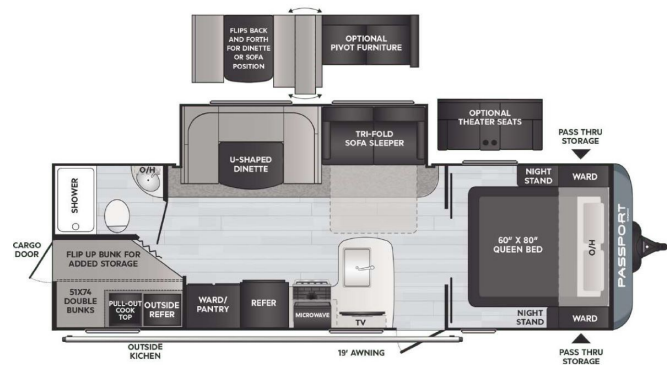 FLIPS BACK
AND FORTH
FOR DINETTE
OR SOFA
POSITION
OPTIONAL
PIVOT FURNITURE
OPTIONAL
THEATER SEATS
PASS THRU
STORAGE
U-SHAPED
DINETTE
TRI-FOLD
SOFA SLEEPER
O/H
SHOWER
NIGHT
STAND
WARD
60" X 80"
QUEEN BED
O/H
PASSPORT
CARGO
DOOR
FLIP UP BUNK FOR
ADDED STORAGE
51X74
DOUBLE
BUNKS
PULL-OUT
COOK
TOP
OUTSIDE
REFER
WARD/
PANTRY
REFER
MICROWAVE
TV
NIGHT
STAND
WARD
OUTSIDE
KICHEN
19' AWNING
PASS THRU
STORAGE